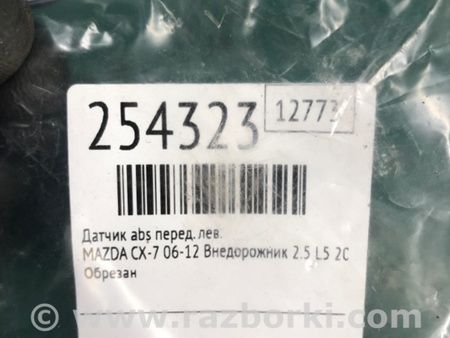 254323 12773
Датчик abs перед. лев.
MAZDA CX-7 06-12 Внедорожник 2.5 L5 2C
Обрезан
© - www.razborki.com